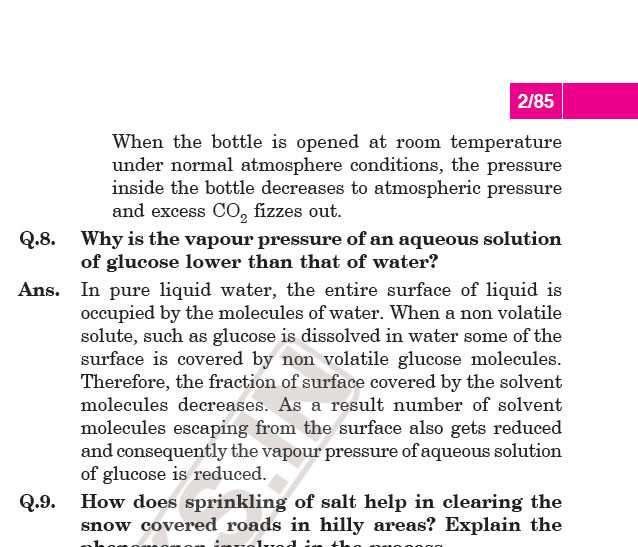 2/85
When the bottle is opened at room temperature
under normal atmosphere conditions, the pressure
inside the bottle decreases to atmospheric pressure
and excess CO₂ fizzes out.
Q.8. Why is the vapour pressure of an aqueous solution
of glucose lower than that of water?
Ans. In pure liquid water, the entire surface of liquid is
occupied by the molecules of water. When a non volatile
solute, such as glucose is dissolved in water some of the
surface is covered by non volatile glucose molecules.
Therefore, the fraction of surface covered by the solvent
molecules decreases. As a result number of solvent
molecules escaping from the surface also gets reduced
and consequently the vapour pressure of aqueous solution
of glucose is reduced.
Q.9. How does sprinkling of salt help in clearing the
snow covered roads in hilly areas? Explain the
phenomenon involved in the process.
S.IN